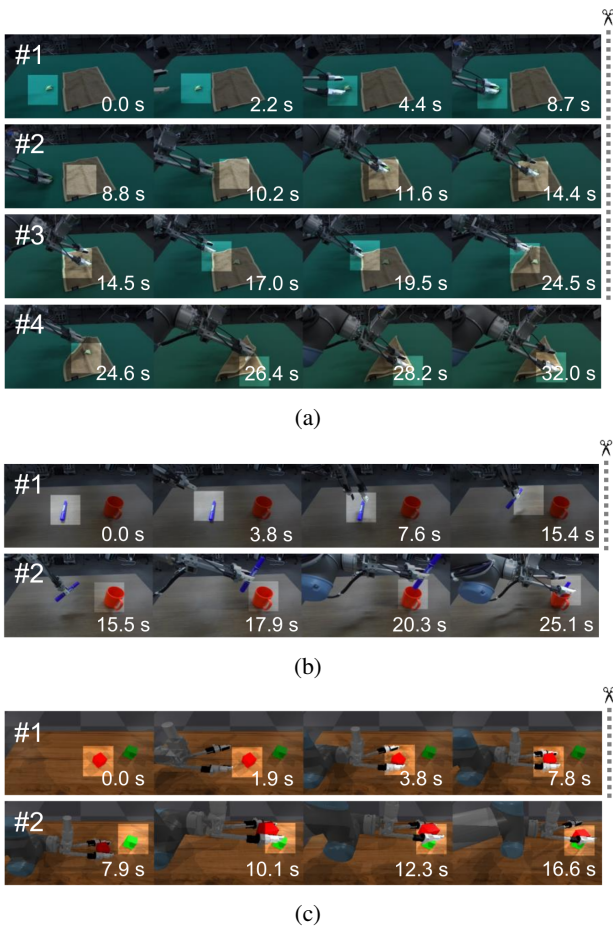 #1
0.0 s 2.2 s 4.4 s 8.7 s
#2
8.8 s 10.2 s 11.6 s 14.4 s
#3
14.5 s 17.0 s 19.5 s 24.5 s
#4
24.6 s 26.4 s 28.2 s 32.0 s
(a)
#1
0.0 s 3.8 s 7.6 s 15.4 s
#2
15.5 s 17.9 s 20.3 s 25.1 s
(b)
#1
0.0 s 1.9 s 3.8 s 7.8 s
#2
7.9 s 10.1 s 12.3 s 16.6 s
(c)